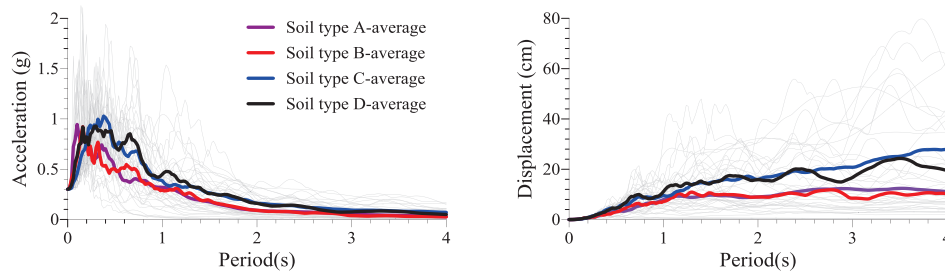 2
1.5
1
0.5
0
Acceleration (g)
Soil type A-average
Soil type B-average
Soil type C-average
Soil type D-average
0 1 2 3 4
Period(s)
80
60
40
20
0
Displacement (cm)
0 1 2 3 4
Period(s)